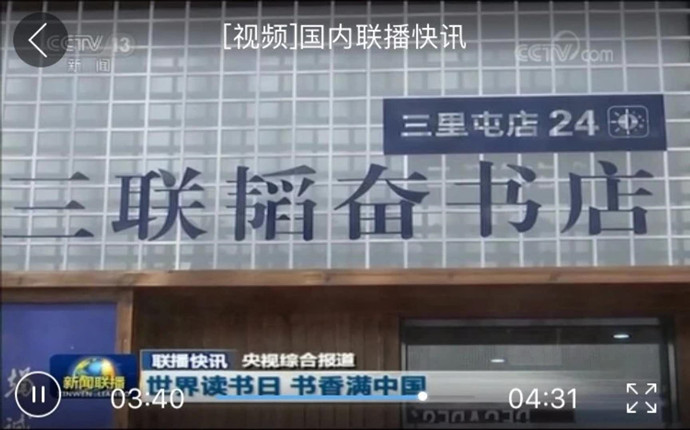 [视频]国内联播快讯
CCTV 13
新闻
CCTV.com
三里屯店 24
三联韬奋书店
联播快讯 央视综合报道
新闻联播
世界读书日 书香满中国
03:40
04:31